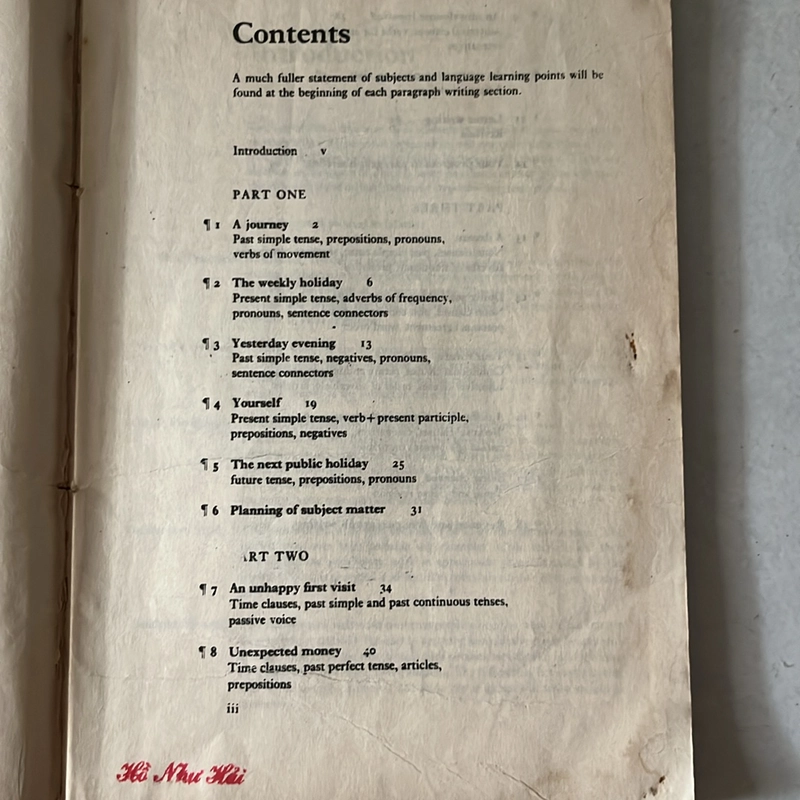 Contents
A much fuller statement of subjects and language learning points will be
found at the beginning of each paragraph writing section.
Introduction v
PART ONE
¶ 1 A journey 2
Past simple tense, prepositions, pronouns,
verbs of movement
¶ 2 The weekly holiday 6
Present simple tense, adverbs of frequency,
pronouns, sentence connectors
¶ 3 Yesterday evening 13
Past simple tense, negatives, pronouns,
sentence connectors
¶ 4 Yourself 19
Present simple tense, verb+present participle,
prepositions, negatives
¶ 5 The next public holiday 25
future tense, prepositions, pronouns
¶ 6 Planning of subject matter 31
ART TWO
¶ 7 An unhappy first visit 34
Time clauses, past simple and past continuous tenses,
passive voice
¶ 8 Unexpected money 40
Time clauses, past perfect tense, articles,
prepositions
iii
Hồ Như Hải